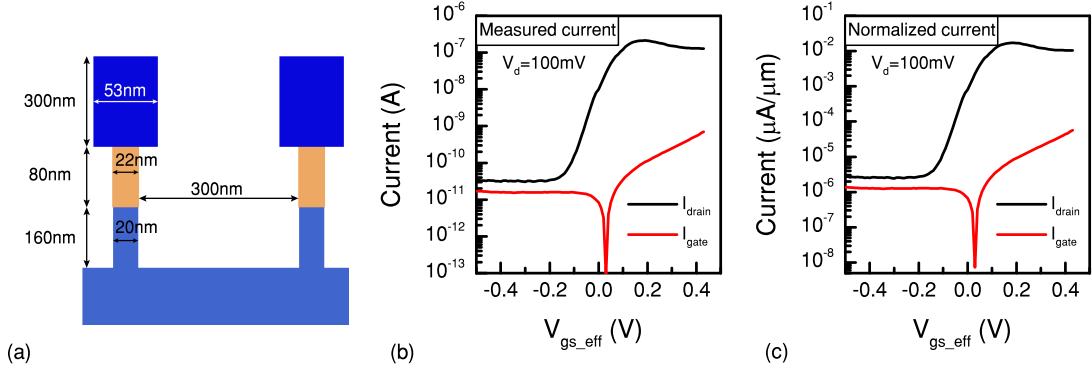 (a)
300nm
53nm
80nm
22nm
300nm
160nm
20nm
(b)
Measured current
V_d=100mV
Current (A)
10^-6
10^-7
10^-8
10^-9
10^-10
10^-11
10^-12
10^-13
I_drain
I_gate
-0.4 -0.2 0.0 0.2 0.4
V_gs_eff (V)
(c)
Normalized current
V_d=100mV
Current (μA/μm)
10^-1
10^-2
10^-3
10^-4
10^-5
10^-6
10^-7
10^-8
I_drain
I_gate
-0.4 -0.2 0.0 0.2 0.4
V_gs_eff (V)